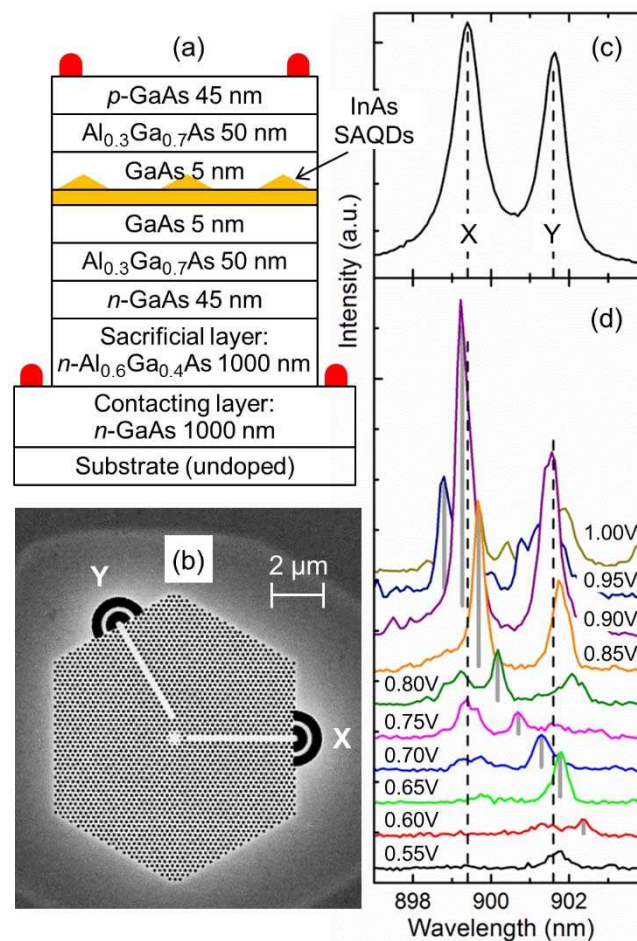 (a)
p-GaAs 45 nm
Al0.3Ga0.7As 50 nm
GaAs 5 nm
InAs
SAQDs
GaAs 5 nm
Al0.3Ga0.7As 50 nm
n-GaAs 45 nm
Sacrificial layer:
n-Al0.6Ga0.4As 1000 nm
Contacting layer:
n-GaAs 1000 nm
Substrate (undoped)
(b)
Y
2 μm
X
(c)
X
Y
Intensity (a.u.)
(d)
1.00V
0.95V
0.90V
0.85V
0.80V
0.75V
0.70V
0.65V
0.60V
0.55V
898 900 902
Wavelength (nm)